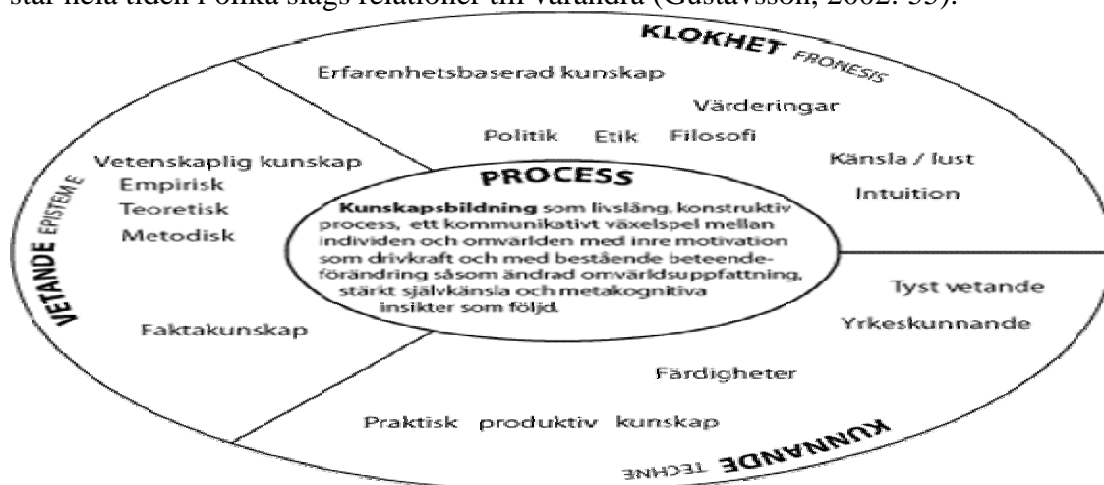 står hela tiden i olika slags relationer till varandra (Gustavsson, 2002: 35).
KLOKHET FRONESIS
Erfarenhetsbaserad kunskap
Värderingar
Politik Etik Filosofi
Känsla / lust
Intuition
VETANDE EPISTEME
Vetenskaplig kunskap
Empirisk
Teoretisk
Metodisk
Faktakunskap
PROCESS
Kunskapsbildning som livslång, konstruktiv
process, ett kommunikativt växelspel mellan
individen och omvärlden med inre motivation
som drivkraft och med bestående beteende-
förändring såsom ändrad omvärldsuppfattning,
stärkt självkänsla och metakognitiva
insikter som följd.
Tyst vetande
Yrkeskunnande
Färdigheter
Praktisk produktiv kunskap
KUNNANDE TECHNE